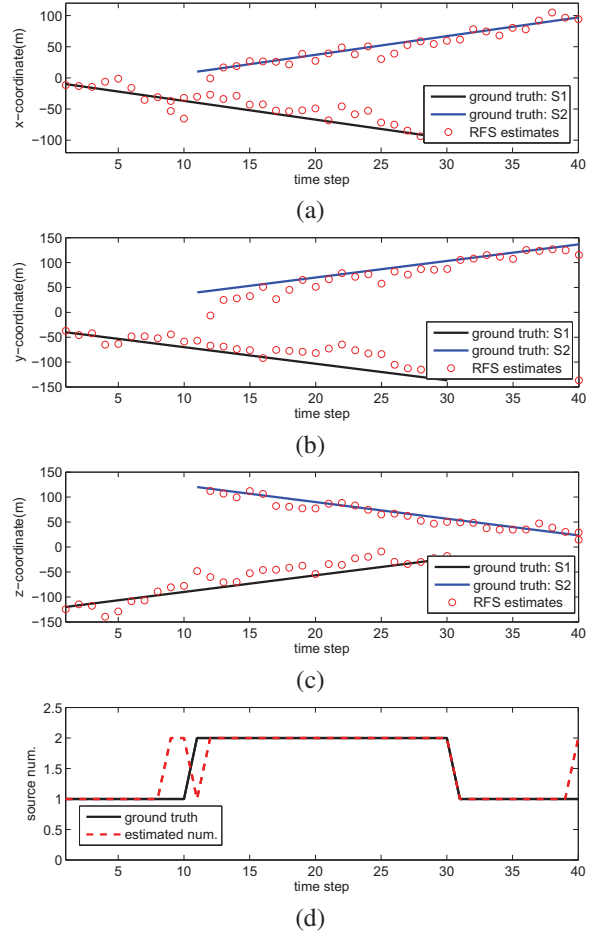 100
50
0
−50
−100
x−coordinate(m)
5 10 15 20 25 30 35 40
time step
ground truth: S1
ground truth: S2
RFS estimates
(a)
150
100
50
0
−50
−100
−150
y−coordinate(m)
5 10 15 20 25 30 35 40
time step
ground truth: S1
ground truth: S2
RFS estimates
(b)
150
100
50
0
−50
−100
−150
z−coordinate(m)
5 10 15 20 25 30 35 40
time step
ground truth: S1
ground truth: S2
RFS estimates
(c)
2.5
2
1.5
1
0.5
0
source num.
5 10 15 20 25 30 35 40
time step
ground truth
estimated num.
(d)